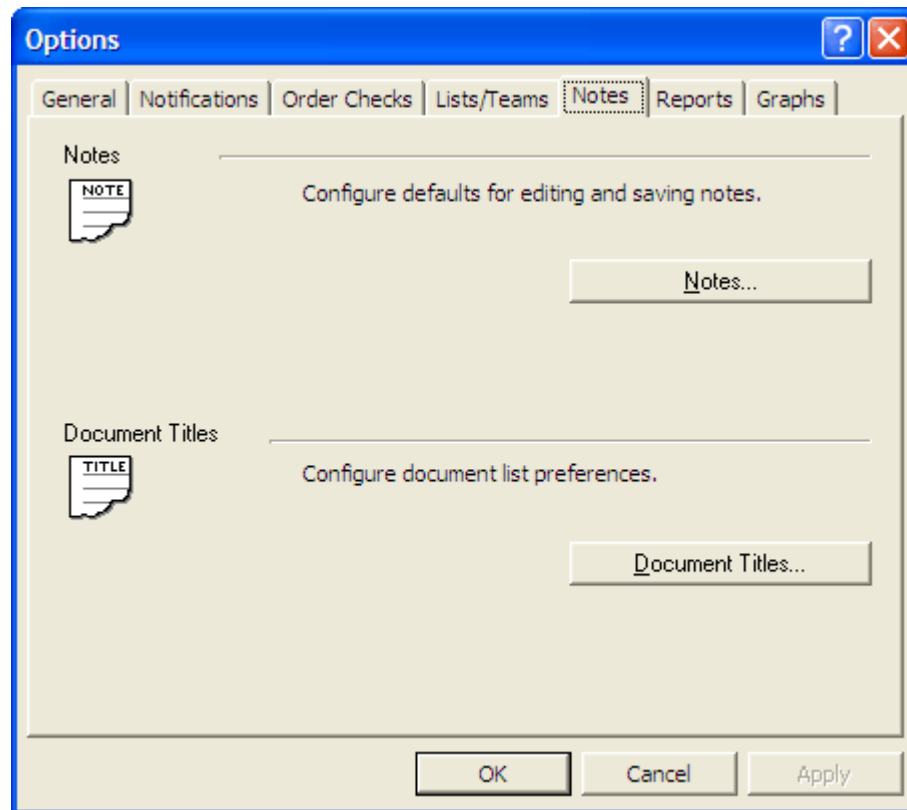 Options
General Notifications Order Checks Lists/Teams Notes Reports Graphs
Notes
NOTE
Configure defaults for editing and saving notes.
Notes...
Document Titles
TITLE
Configure document list preferences.
Document Titles...
OK Cancel Apply